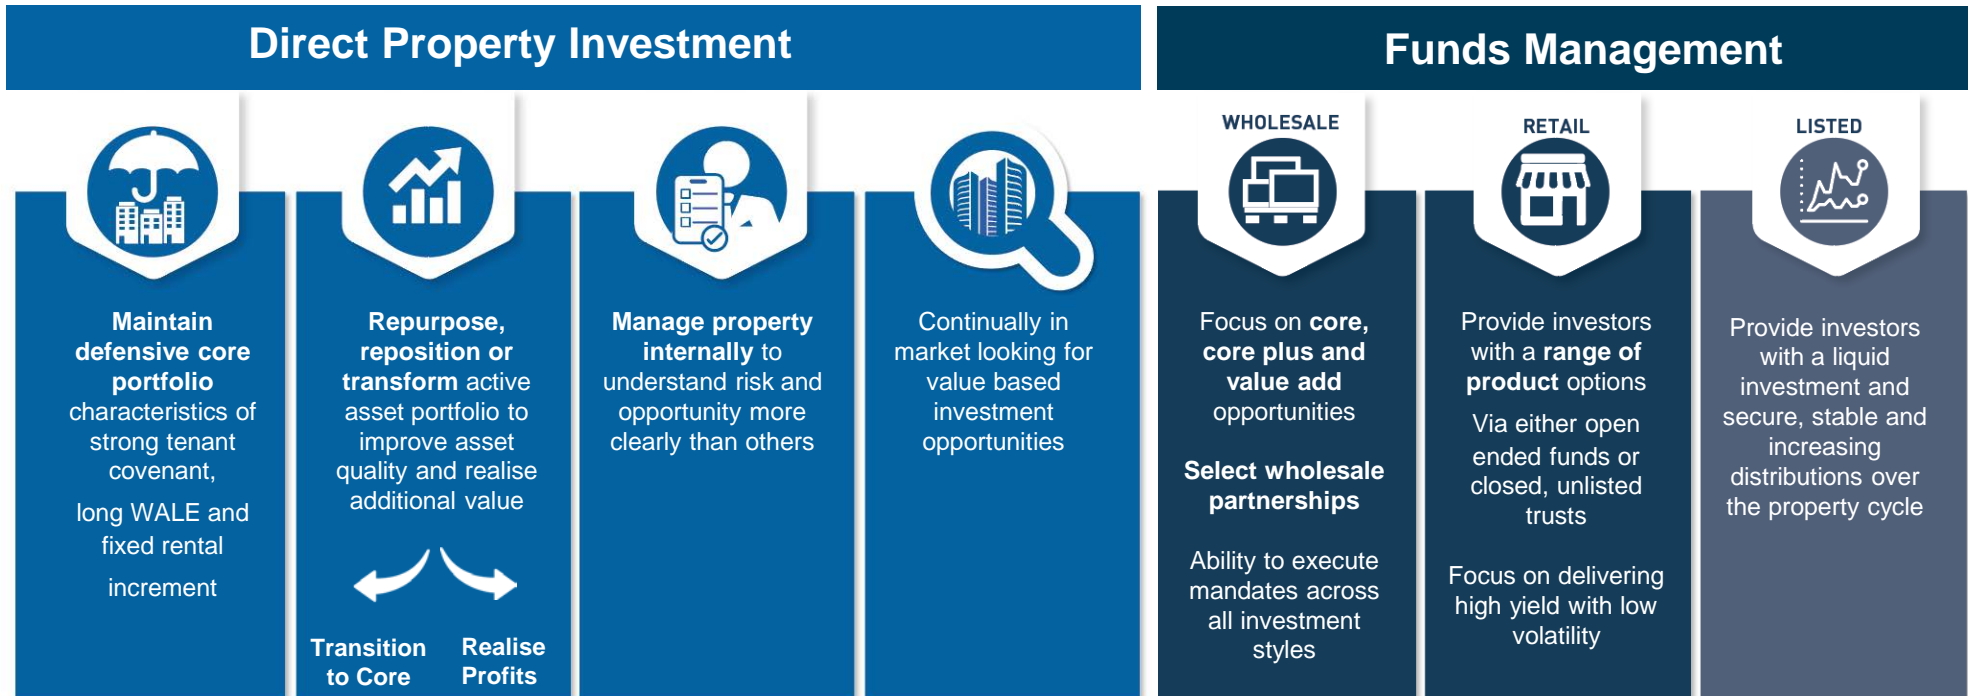 Direct Property Investment
Funds Management
Maintain
defensive core
portfolio
characteristics of
strong tenant
covenant,
long WALE and
fixed rental
increment
Repurpose,
reposition or
transform active
asset portfolio to
improve asset
quality and realise
additional value
Transition
to Core
Realise
Profits
Manage property
internally to
understand risk and
opportunity more
clearly than others
Continually in
market looking for
value based
investment
opportunities
WHOLESALE
Focus on core,
core plus and
value add
opportunities
Select wholesale
partnerships
Ability to execute
mandates across
all investment
styles
RETAIL
Provide investors
with a range of
product options
Via either open
ended funds or
closed, unlisted
trusts
Focus on delivering
high yield with low
volatility
LISTED
Provide investors
with a liquid
investment and
secure, stable and
increasing
distributions over
the property cycle